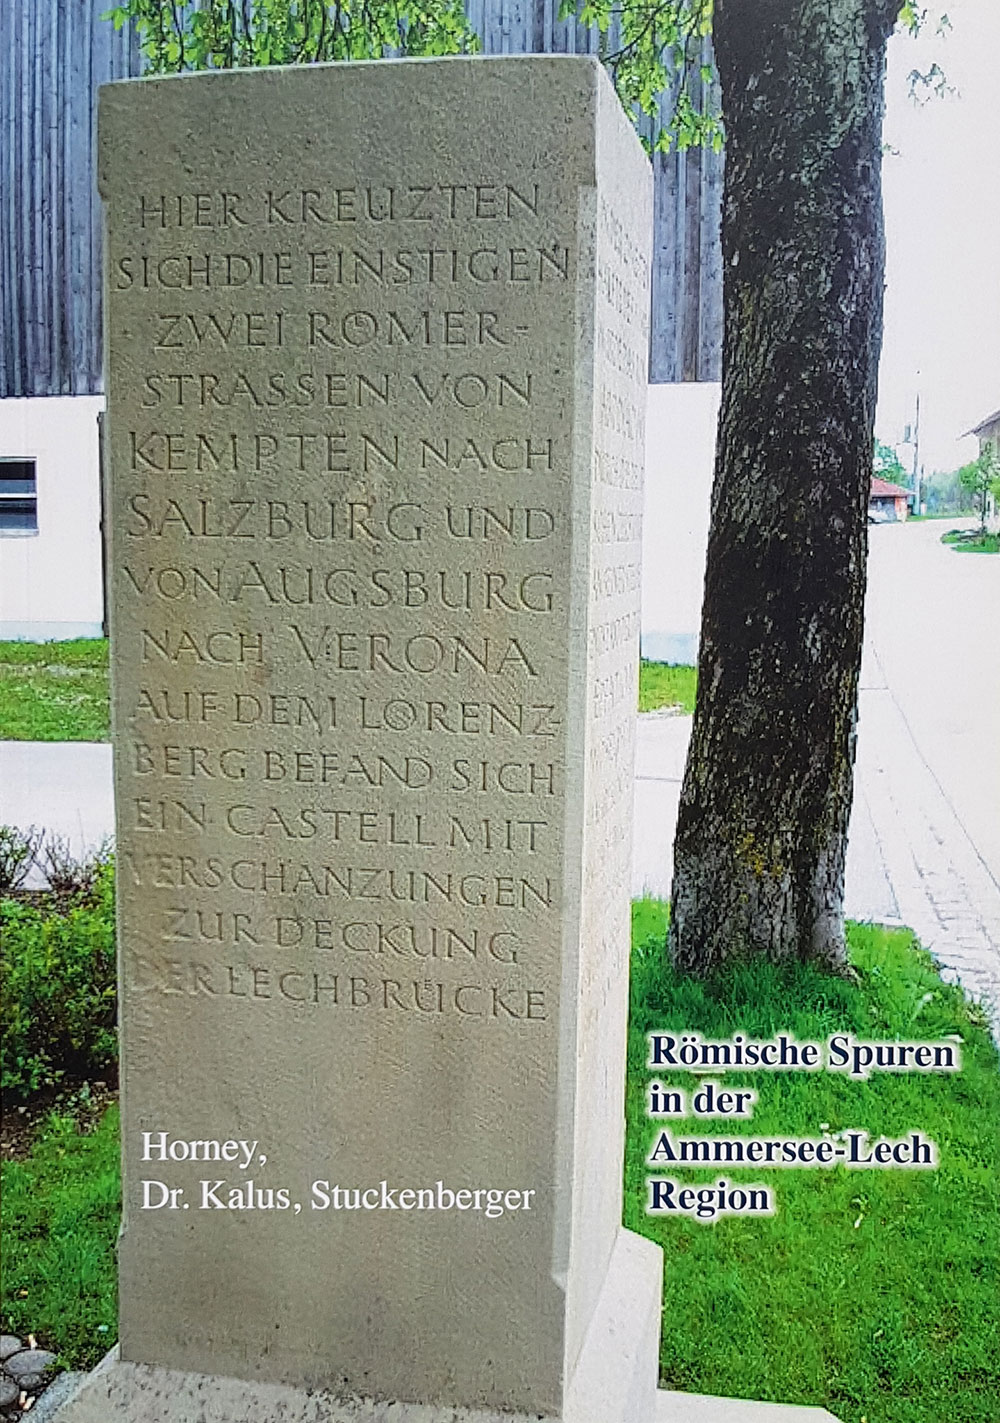 HIER KREUZTEN
SICH DIE EINSTIGEN
ZWEI RÖMER-
STRASSEN VON
KEMPTEN NACH
SALZBURG UND
VON AUGSBURG
NACH VERONA
AUF DEM LORENZ-
BERG BEFAND SICH
EIN CASTELL MIT
VERSCHANZUNGEN
ZUR DECKUNG
DER LECHBRÜCKE
Horney,
Dr. Kalus, Stuckenberger
Römische Spuren
in der
Ammersee-Lech
Region